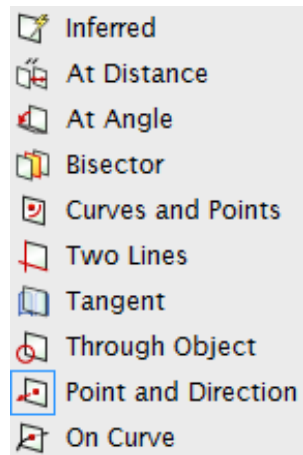 Inferred
At Distance
At Angle
Bisector
Curves and Points
Two Lines
Tangent
Through Object
Point and Direction
On Curve